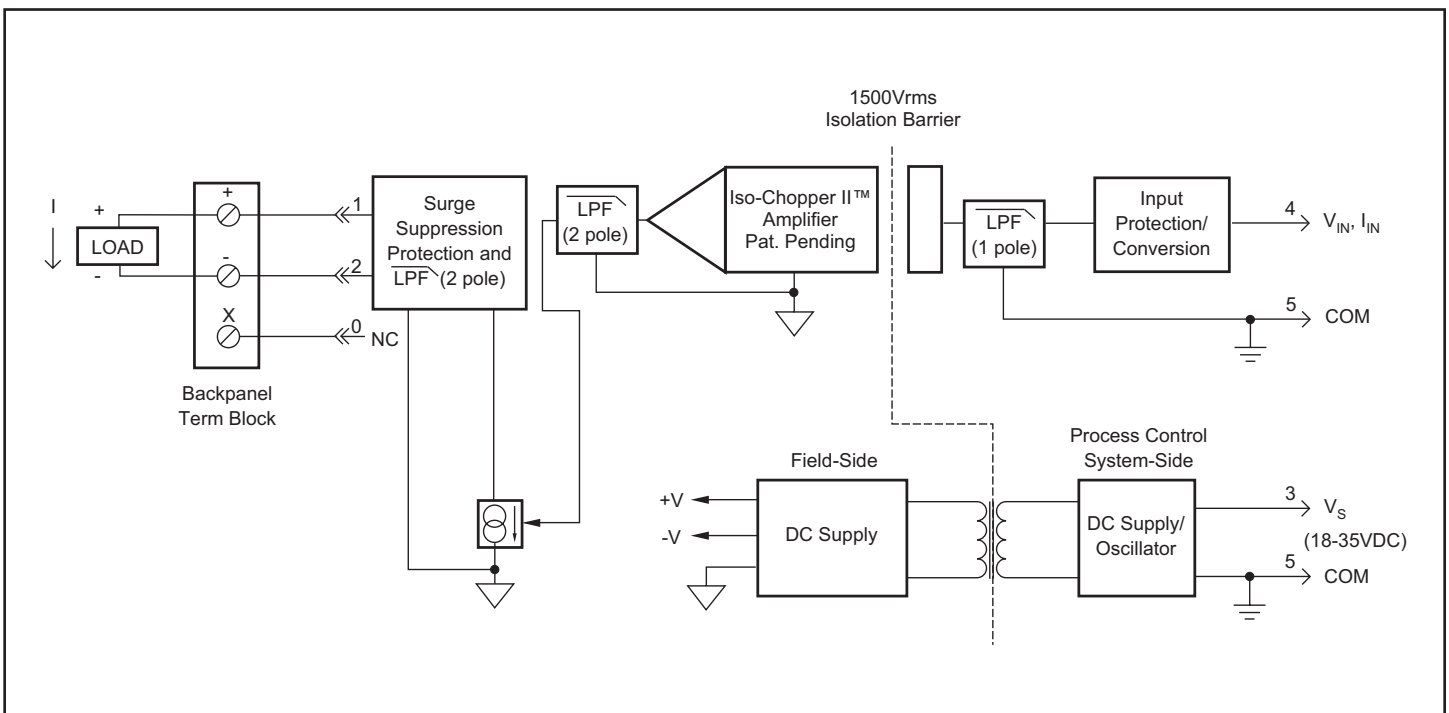 1500Vrms
Isolation Barrier
I
+
LOAD
-
+
-
X
Backpanel
Term Block
1
2
0
NC
Surge
Suppression
Protection and
LPF (2 pole)
LPF
(2 pole)
Iso-Chopper II™
Amplifier
Pat. Pending
LPF
(1 pole)
Input
Protection/
Conversion
4
VIN, IIN
5
COM
Field-Side
+V
-V
DC Supply
Process Control
System-Side
DC Supply/
Oscillator
3
VS
(18-35VDC)
5
COM